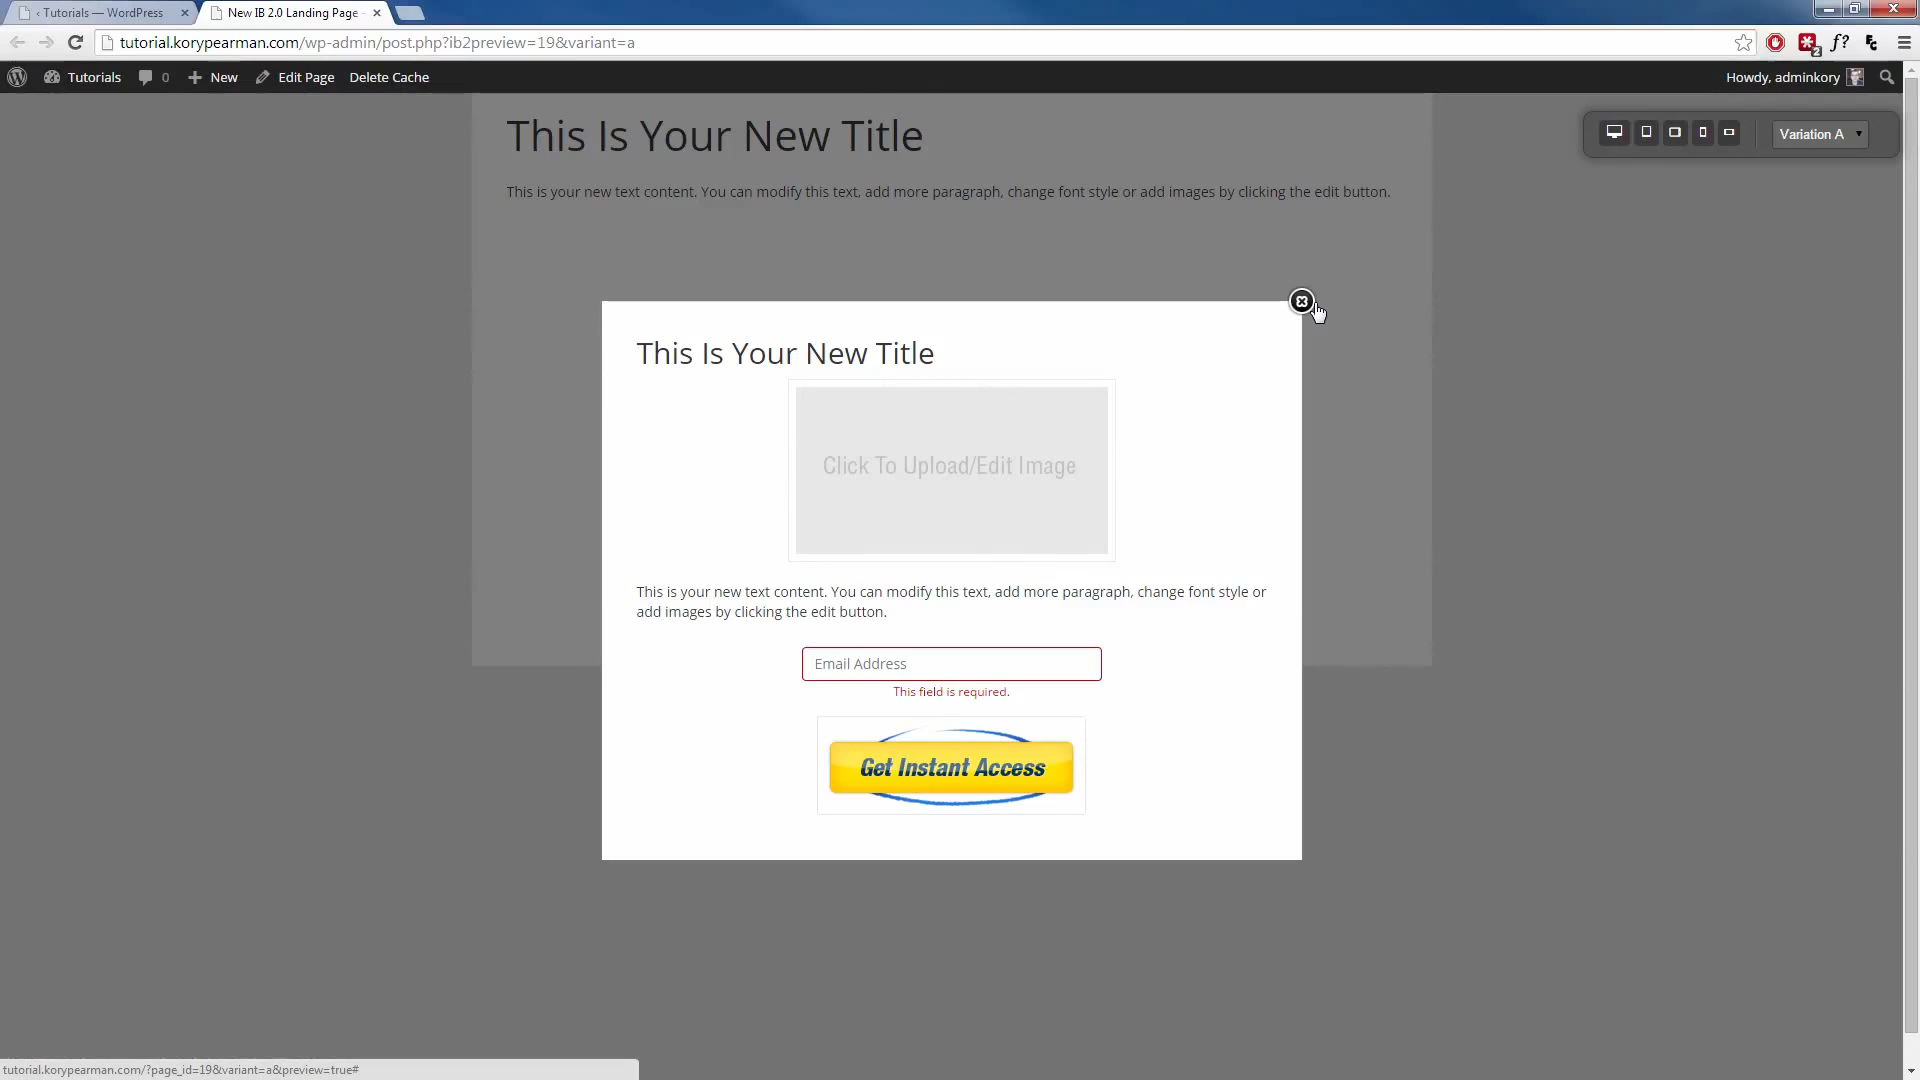 ‹ Tutorials — WordPress
New IB 2.0 Landing Page -
tutorial.korypearman.com/wp-admin/post.php?ib2preview=19&variant=a
f?
2
Tutorials
0
New
Edit Page
Delete Cache
Howdy, adminkory
This Is Your New Title
Variation A
This is your new text content. You can modify this text, add more paragraph, change font style or add images by clicking the edit button.
This Is Your New Title
Click To Upload/Edit Image
This is your new text content. You can modify this text, add more paragraph, change font style or
add images by clicking the edit button.
Email Address
This field is required.
Get Instant Access
tutorial.korypearman.com/?page_id=19&variant=a&preview=true#